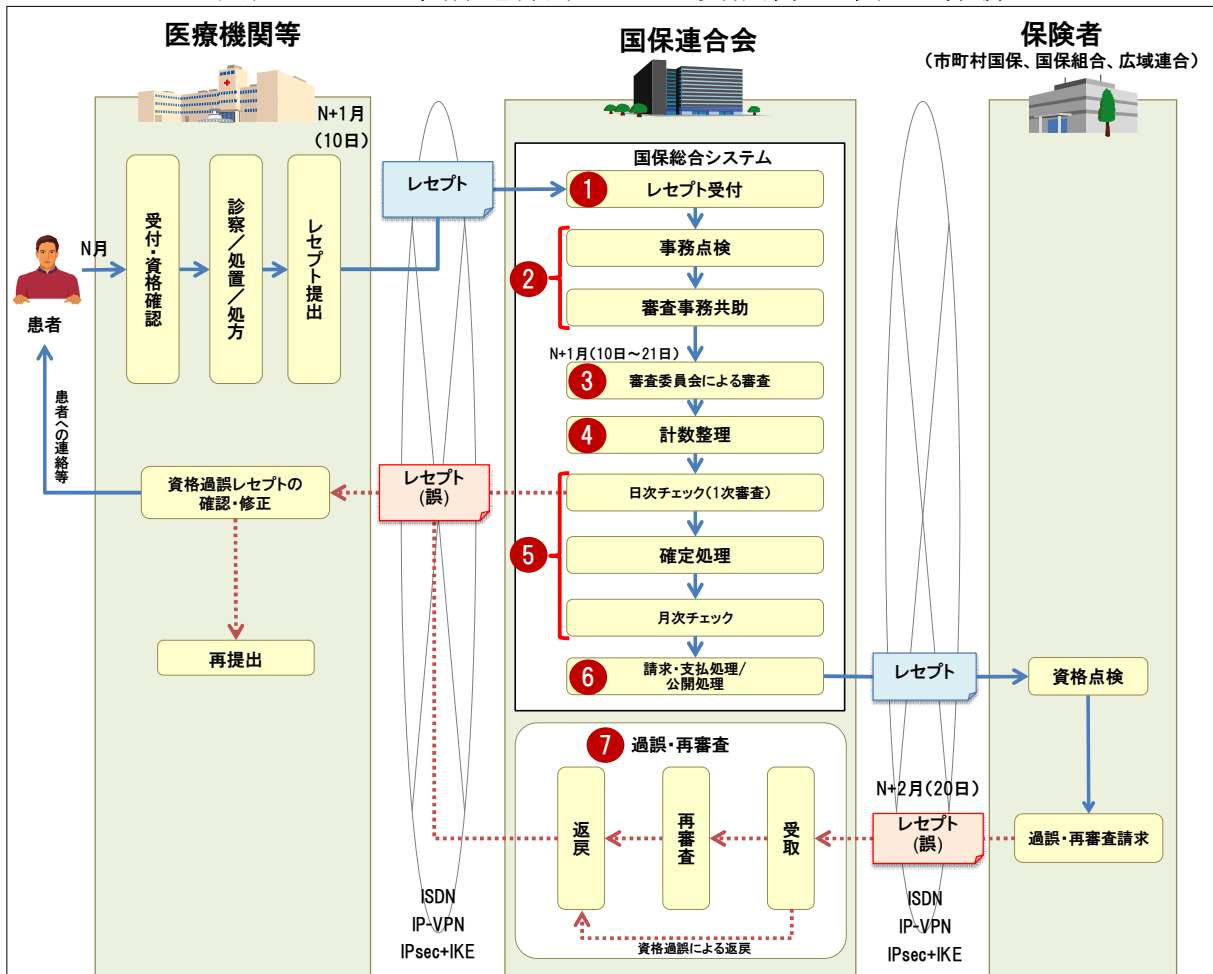 医療機関等
国保連合会
保険者
(市町村国保、国保組合、広域連合)
N+1月
(10日)
国保総合システム
レセプト
1
レセプト受付
受付・資格確認
診察/処置/処方
レセプト提出
N月
患者
2
事務点検
審査事務共助
N+1月(10日~21日)
3
審査委員会による審査
4
計数整理
患者への連絡等
資格過誤レセプトの
確認・修正
レセプト
(誤)
5
日次チェック(1次審査)
確定処理
月次チェック
再提出
6
請求・支払処理/
公開処理
レセプト
資格点検
7
過誤・再審査
N+2月(20日)
返戻
再審査
受取
レセプト
(誤)
過誤・再審査請求
資格過誤による返戻
ISDN
IP-VPN
IPsec+IKE
ISDN
IP-VPN
IPsec+IKE